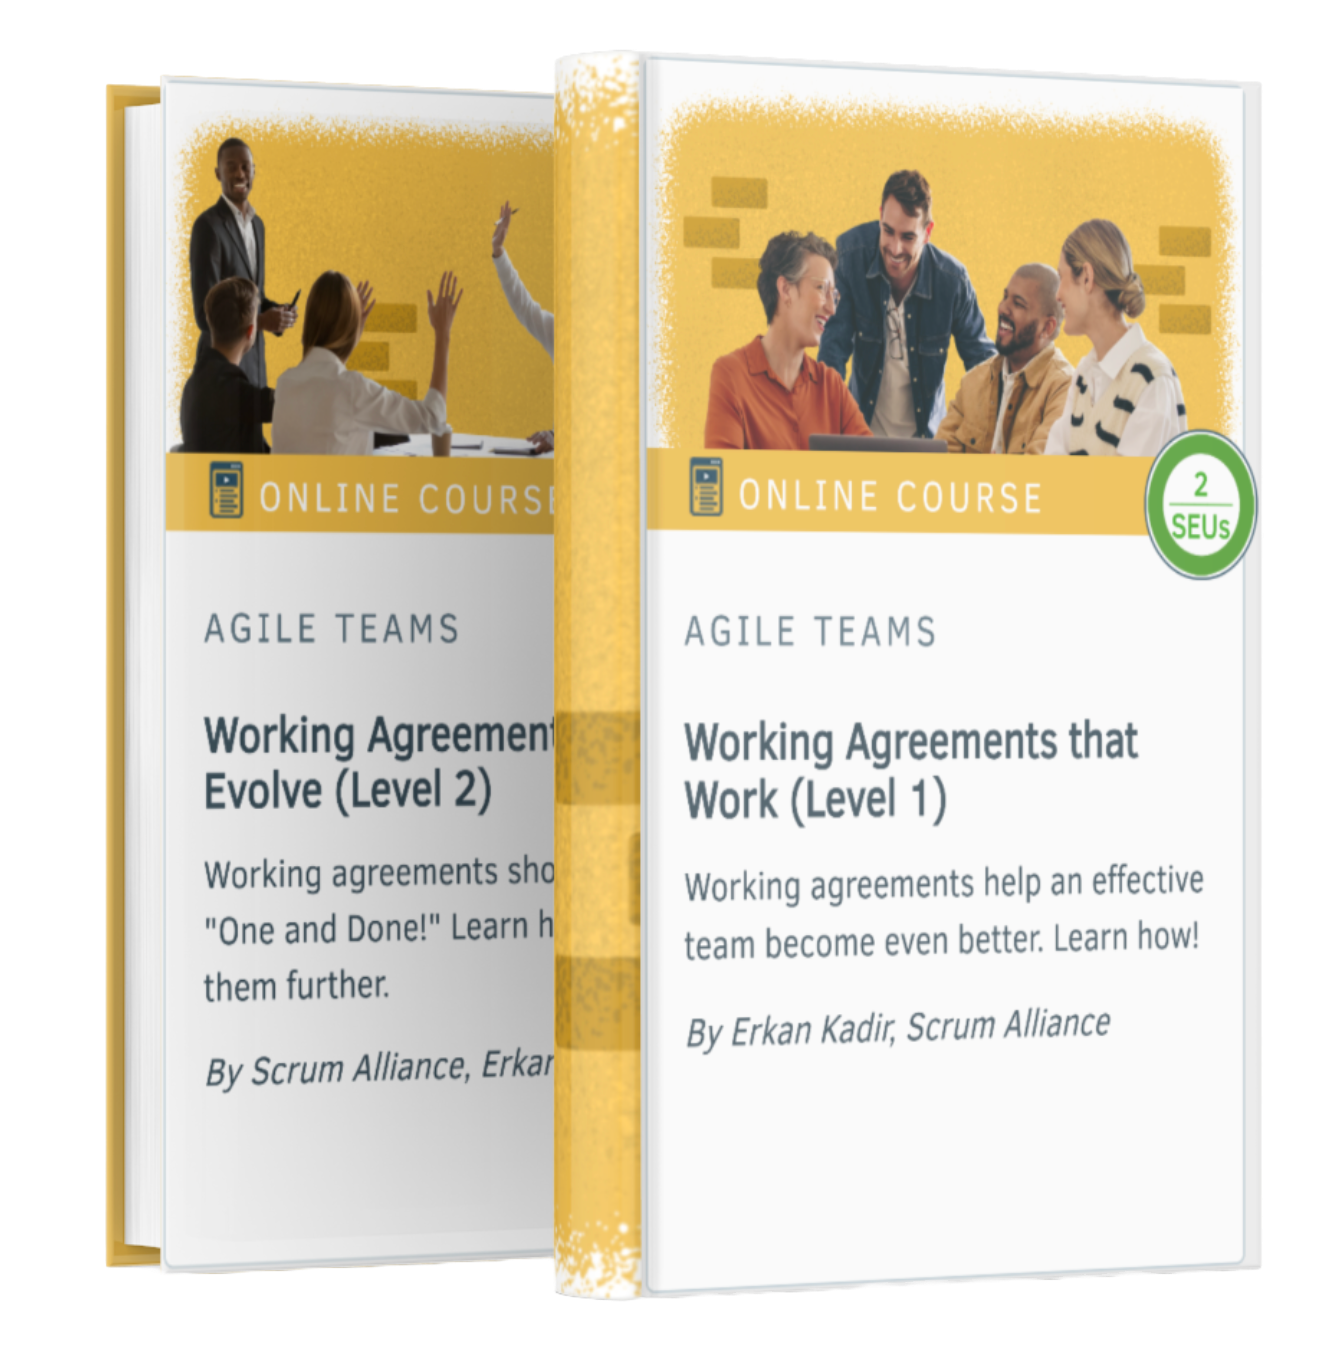 ONLINE COURSE
AGILE TEAMS
Working Agreement
Evolve (Level 2)
Working agreements
"One and Done!" Learn
them further.
By Scrum Alliance, Erkan
ONLINE COURSE
2
SEUs
AGILE TEAMS
Working Agreements that
Work (Level 1)
Working agreements help an effective
team become even better. Learn how!
By Erkan Kadir, Scrum Alliance